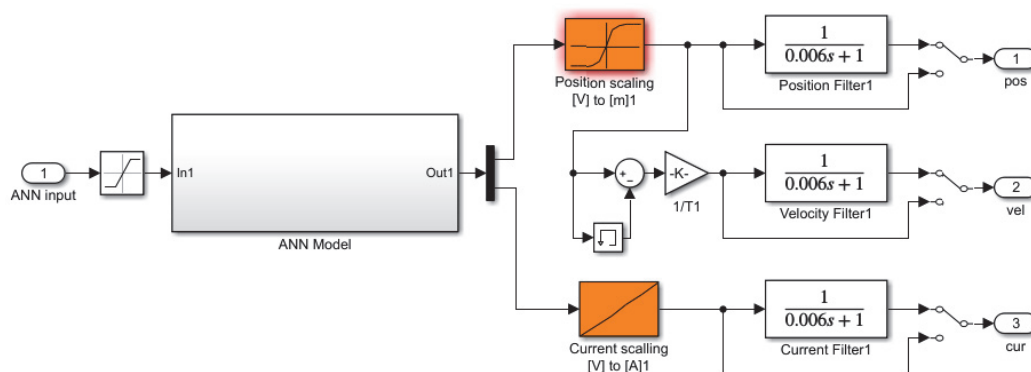 1
ANN input
In1
Out1
ANN Model
Position scaling
[V] to [m]1
1
0.006s + 1
Position Filter1
1
pos
+
−
-K-
1/T1
1
0.006s + 1
Velocity Filter1
2
vel
Current scalling
[V] to [A]1
1
0.006s + 1
Current Filter1
3
cur